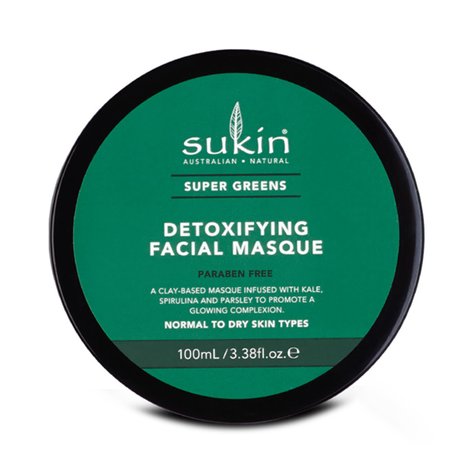 sukin®
AUSTRALIAN • NATURAL
SUPER GREENS
DETOXIFYING
FACIAL MASQUE
PARABEN FREE
A CLAY-BASED MASQUE INFUSED WITH KALE,
SPIRULINA AND PARSLEY TO PROMOTE A
GLOWING COMPLEXION.
NORMAL TO DRY SKIN TYPES
100mL / 3.38fl.oz.℮